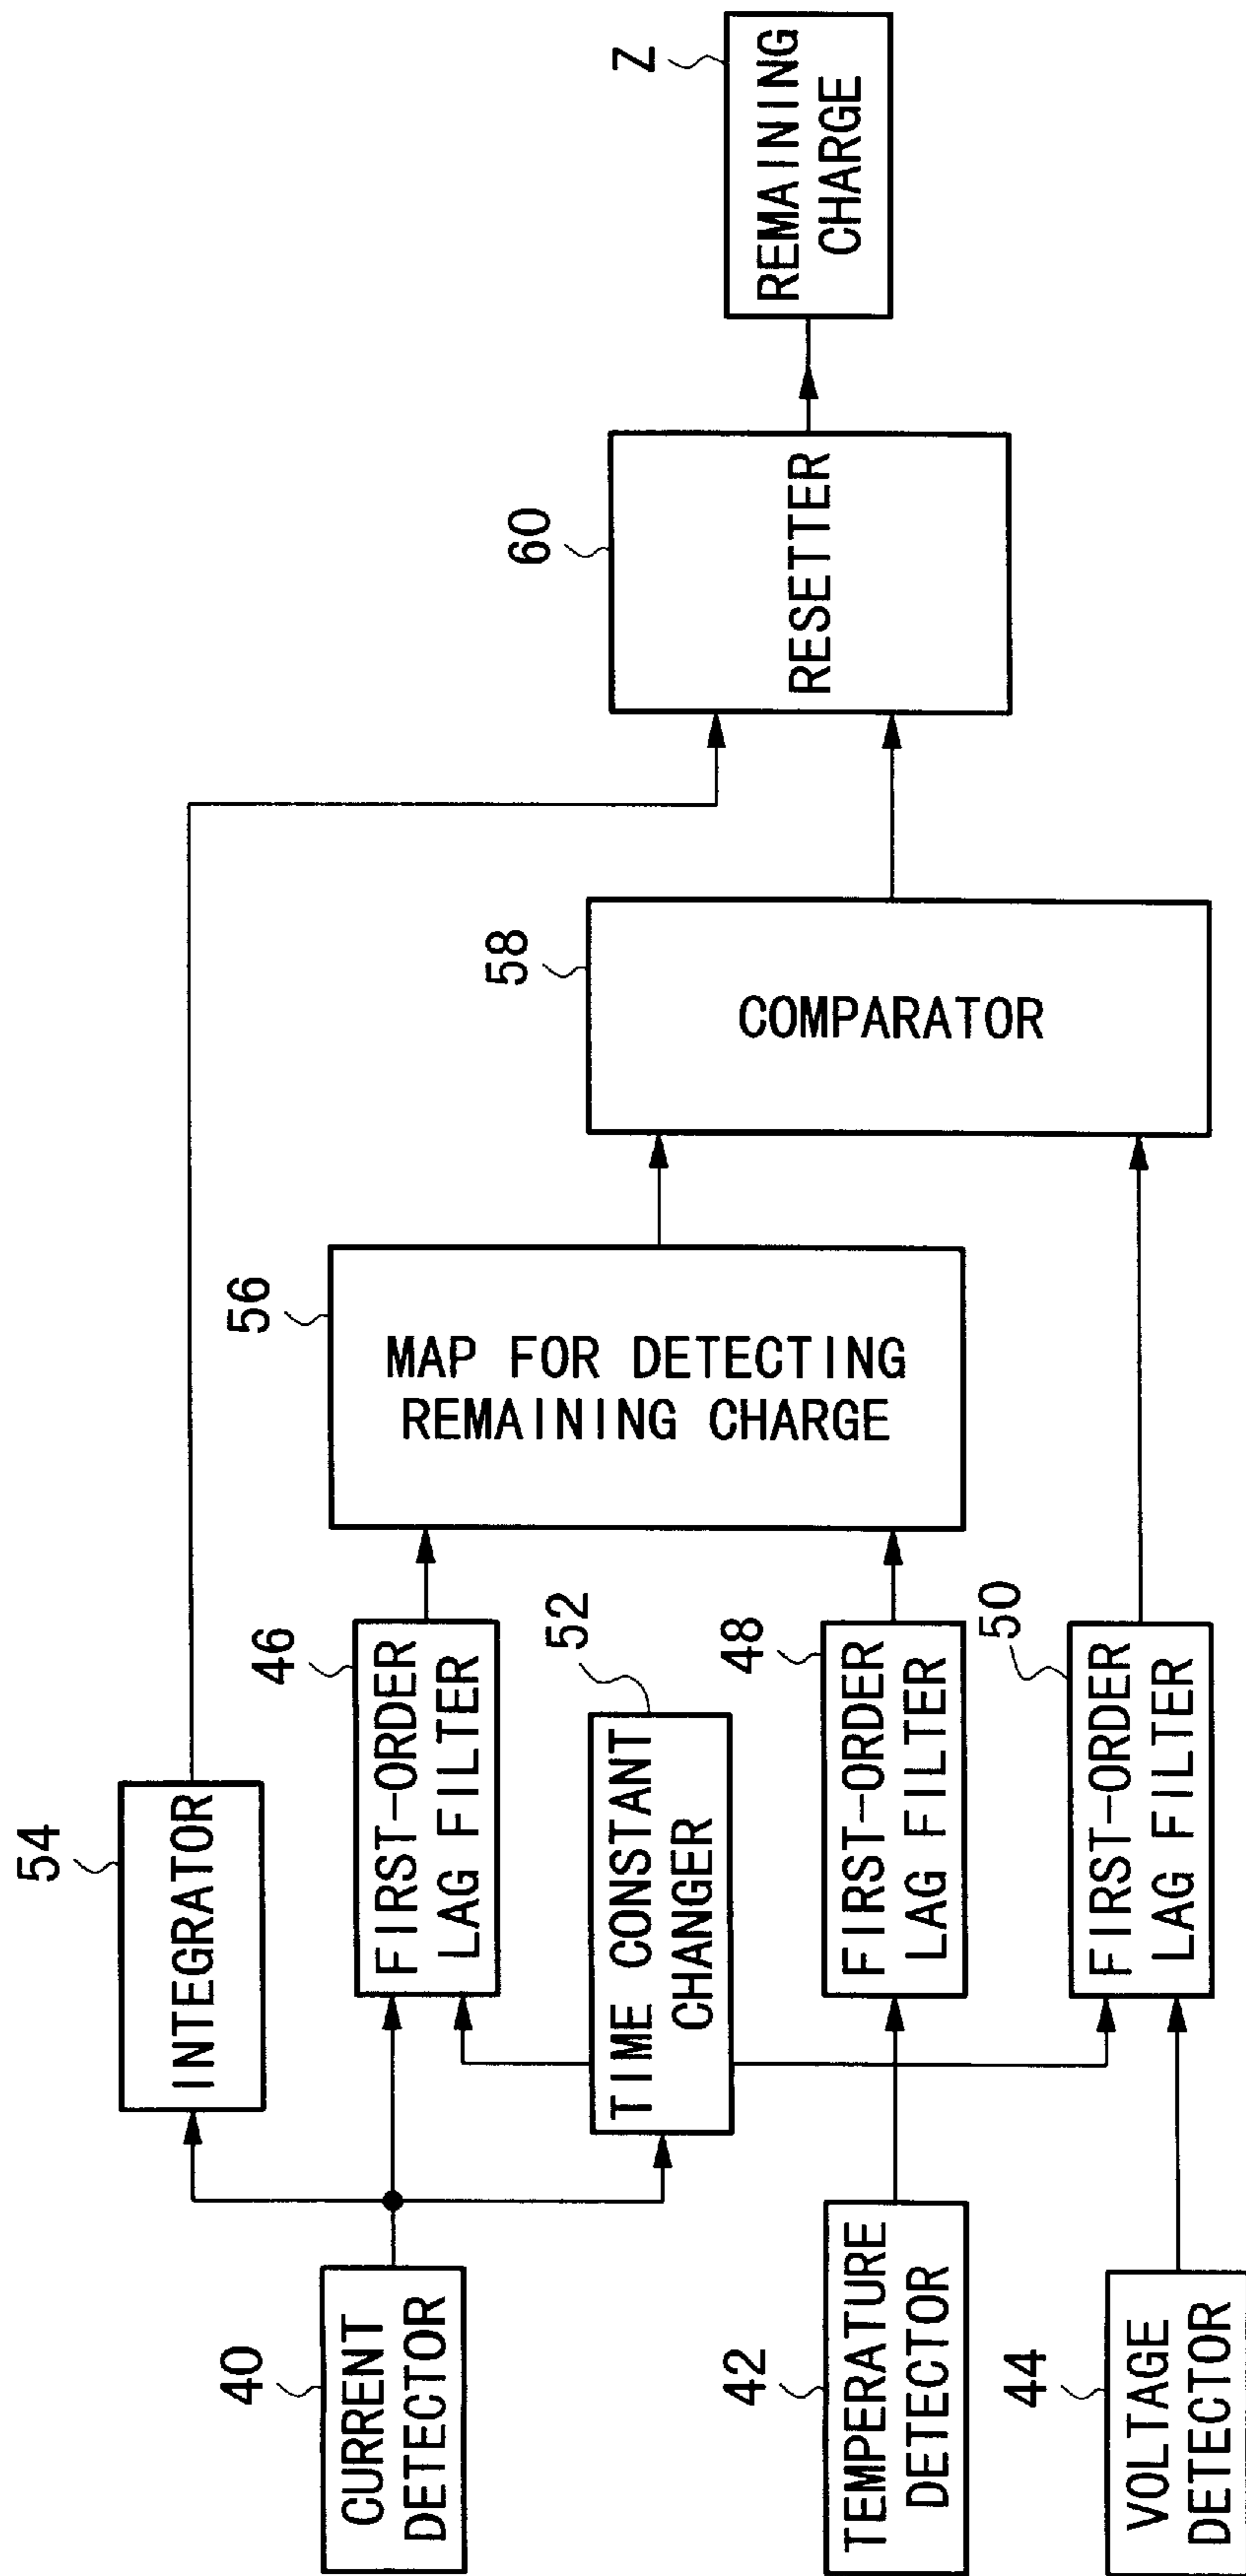 54
INTEGRATOR
40
CURRENT
DETECTOR
46
FIRST-ORDER
LAG FILTER
52
TIME CONSTANT
CHANGER
42
TEMPERATURE
DETECTOR
48
FIRST-ORDER
LAG FILTER
44
VOLTAGE
DETECTOR
50
FIRST-ORDER
LAG FILTER
56
MAP FOR DETECTING
REMAINING CHARGE
58
COMPARATOR
60
RESETTER
Z
REMAINING
CHARGE